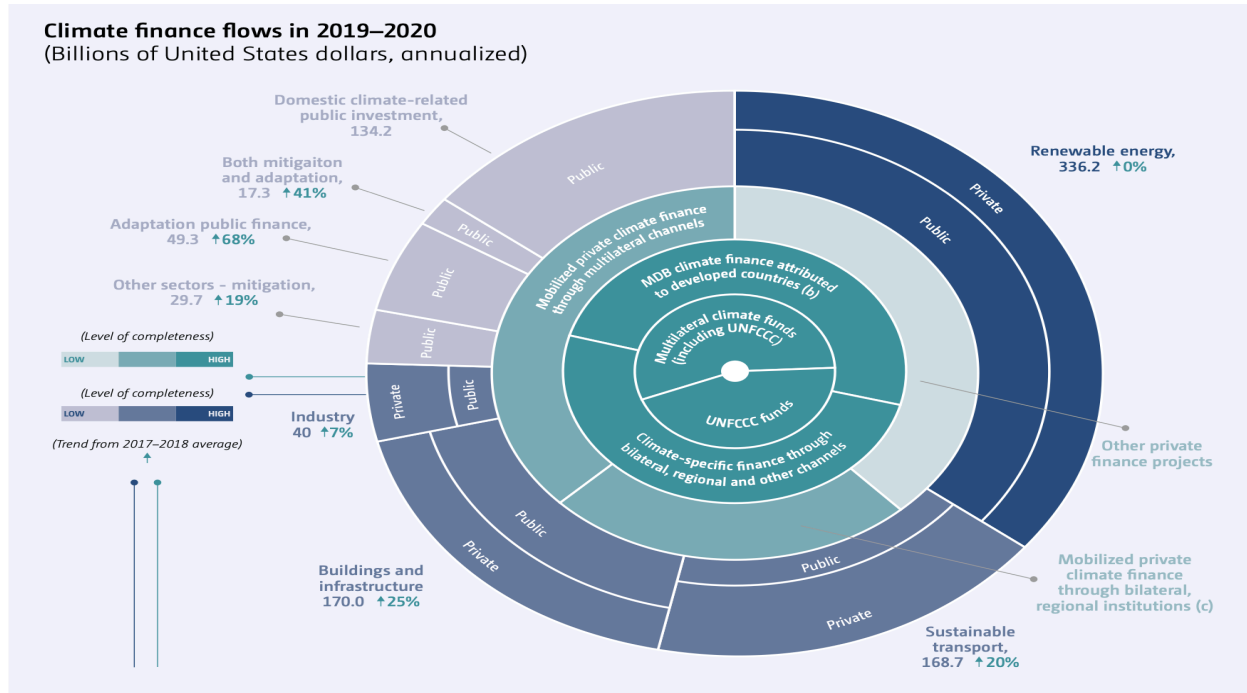 Climate finance flows in 2019–2020
(Billions of United States dollars, annualized)
Domestic climate-related
public investment,
134.2
Both mitigaiton
and adaptation,
17.3 ↑41%
Adaptation public finance,
49.3 ↑68%
Other sectors – mitigation,
29.7 ↑19%
(Level of completeness)
LOW HIGH
(Level of completeness)
LOW HIGH
(Trend from 2017–2018 average)
↑
Industry
40 ↑7%
Buildings and
infrastructure
170.0 ↑25%
Renewable energy,
336.2 ↑0%
Other private
finance projects
Mobilized private
climate finance
through bilateral,
regional institutions (c)
Sustainable
transport,
168.7 ↑20%
Public
Public
Public
Public
Private
Public
Public
Private
Public
Private
Private
Public
Mobilized private climate finance
through multilateral channels
MDB climate finance attributed
to developed countries (b)
Multilateral climate funds
(including UNFCCC)
UNFCCC funds
Climate-specific finance through
bilateral, regional and other channels